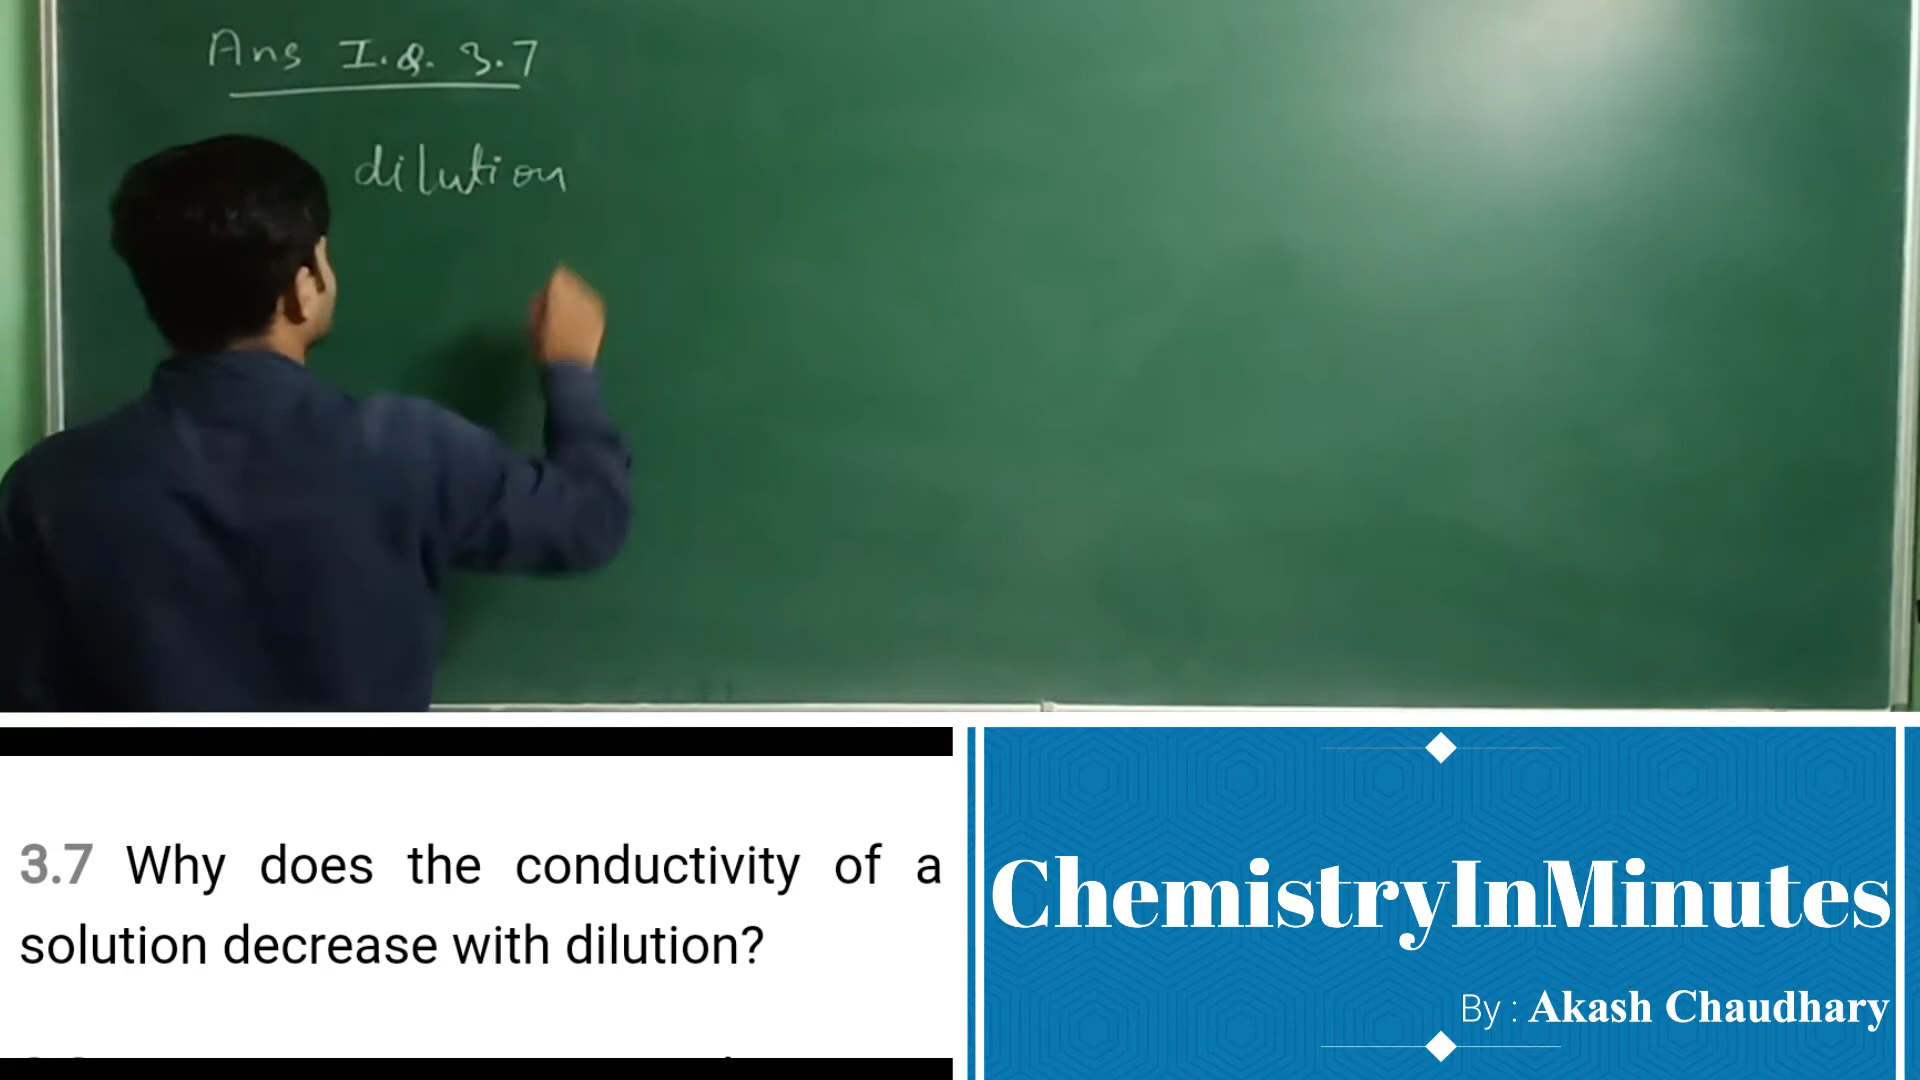 Ans I.Q. 3.7
dilution
3.7 Why does the conductivity of a
solution decrease with dilution?
ChemistryInMinutes
By : Akash Chaudhary